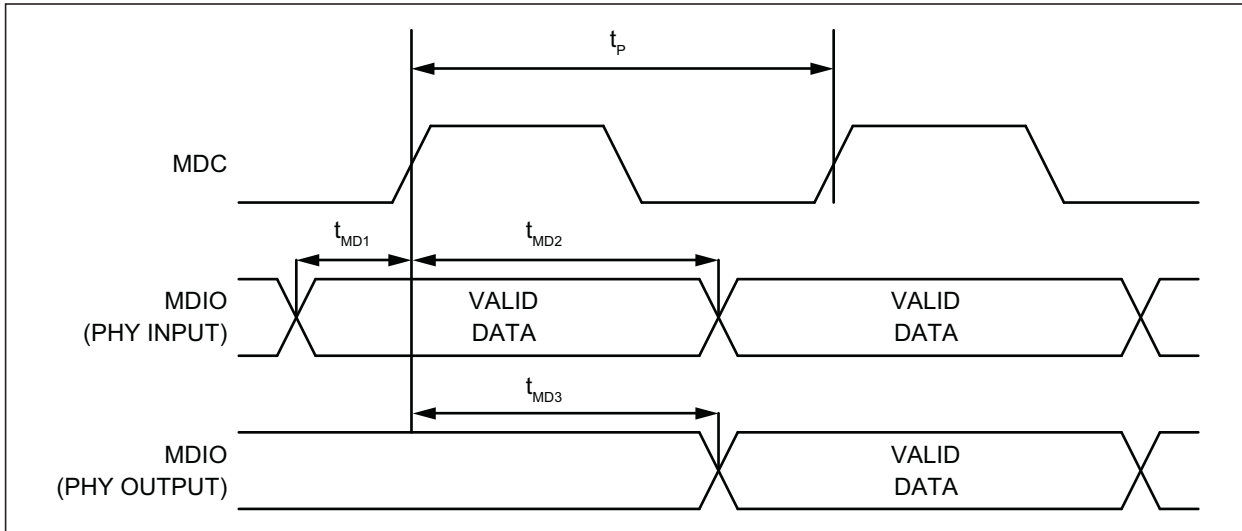 tP
MDC
tMD1
tMD2
MDIO
(PHY INPUT)
VALID
DATA
VALID
DATA
tMD3
MDIO
(PHY OUTPUT)
VALID
DATA